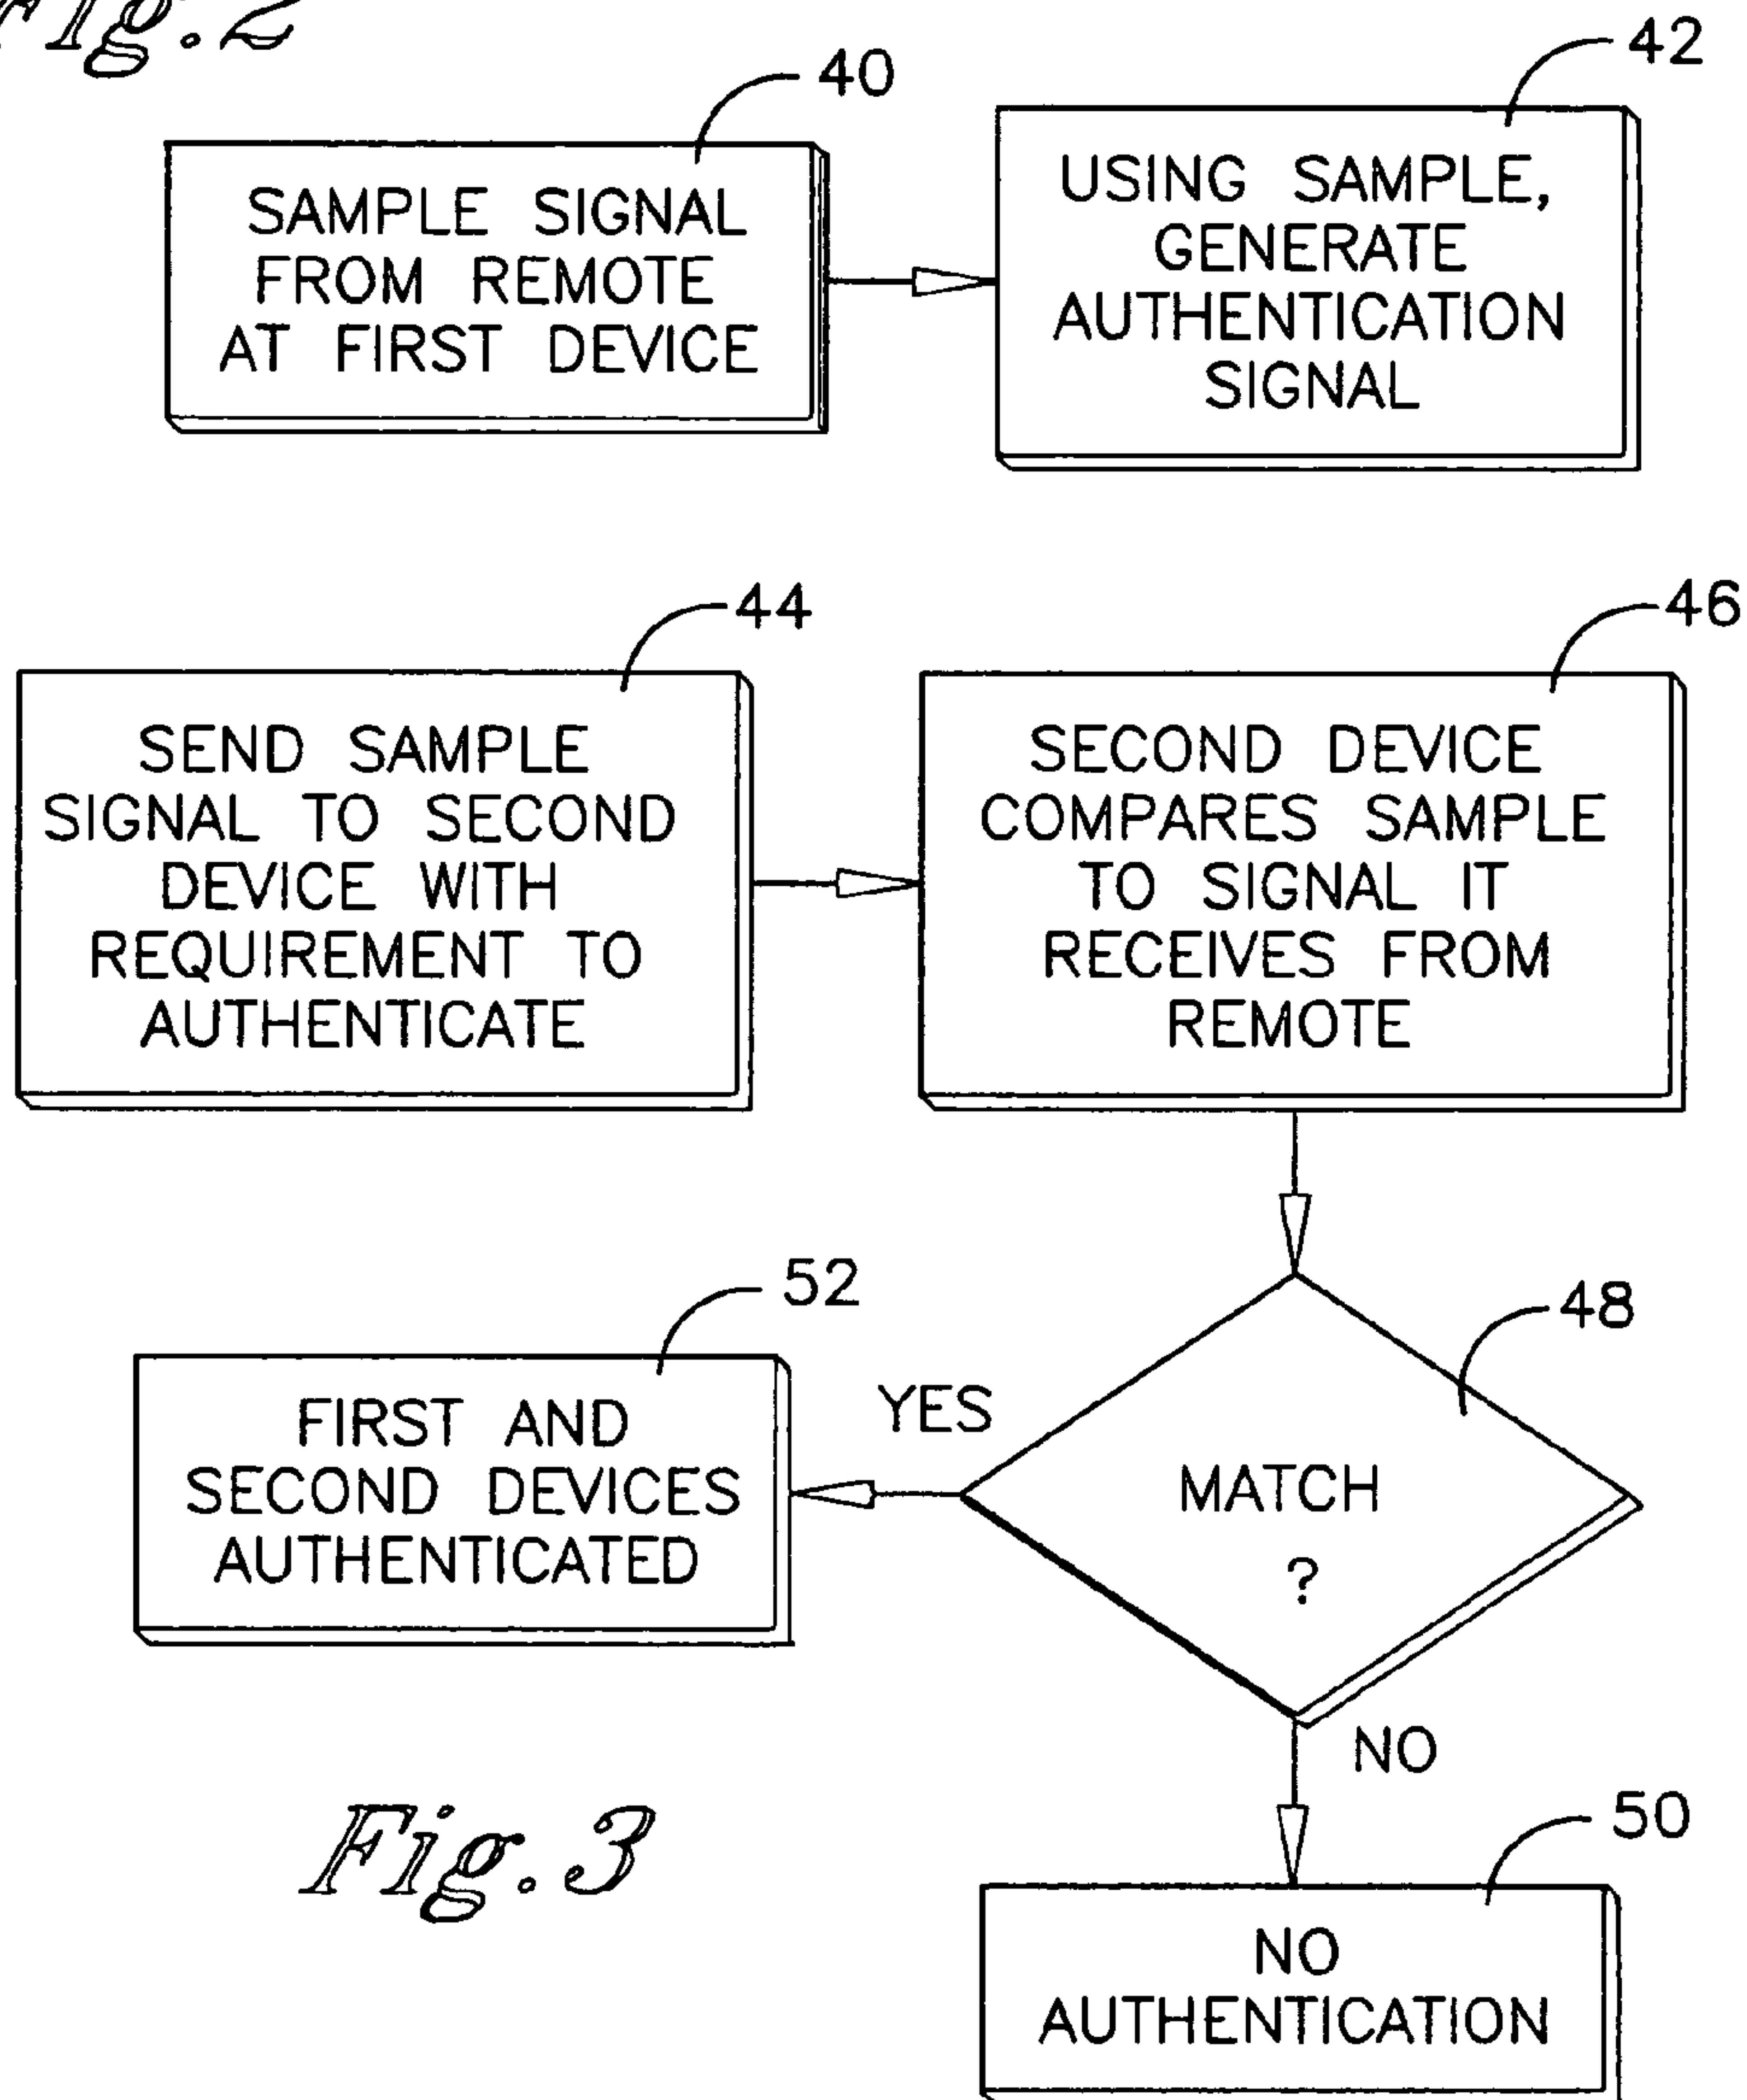 Fig. 2
40
42
SAMPLE SIGNAL
FROM REMOTE
AT FIRST DEVICE
USING SAMPLE,
GENERATE
AUTHENTICATION
SIGNAL
44
46
SEND SAMPLE
SIGNAL TO SECOND
DEVICE WITH
REQUIREMENT TO
AUTHENTICATE
SECOND DEVICE
COMPARES SAMPLE
TO SIGNAL IT
RECEIVES FROM
REMOTE
52
48
FIRST AND
SECOND DEVICES
AUTHENTICATED
YES
MATCH
?
NO
Fig. 3
50
NO
AUTHENTICATION